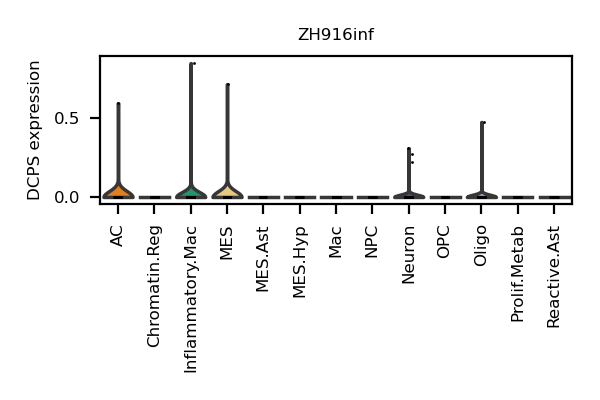 ZH916inf
DCPS expression
0.5
0.0
AC
Chromatin.Reg
Inflammatory.Mac
MES
MES.Ast
MES.Hyp
Mac
NPC
Neuron
OPC
Oligo
Prolif.Metab
Reactive.Ast